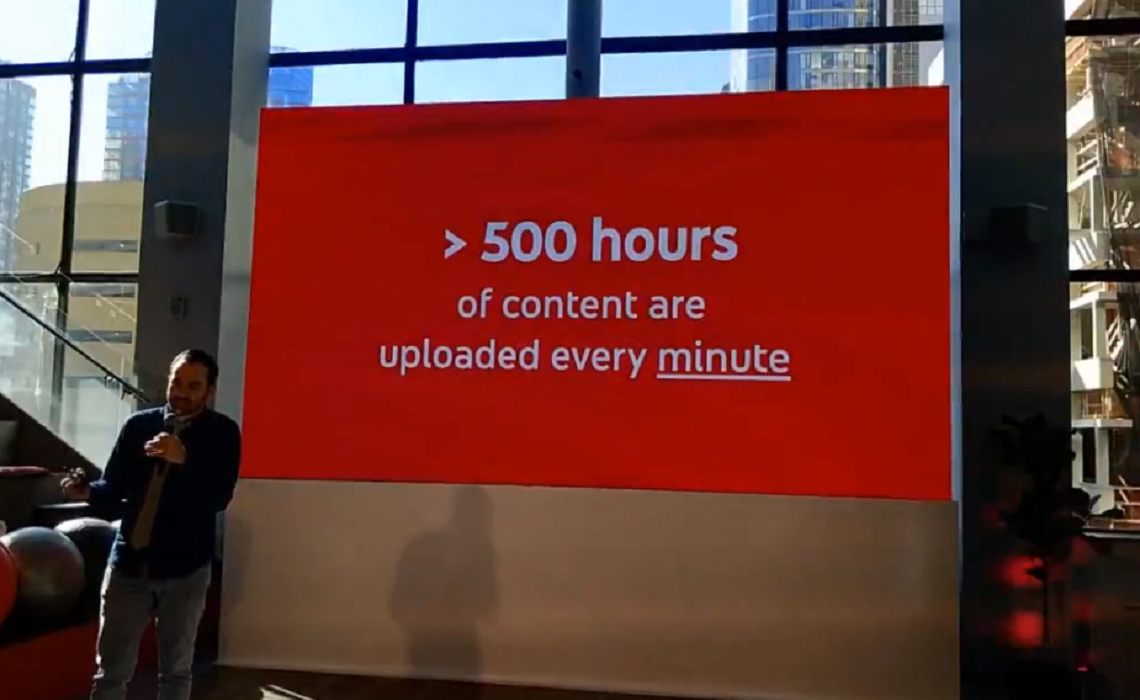 > 500 hours
of content are
uploaded every minute